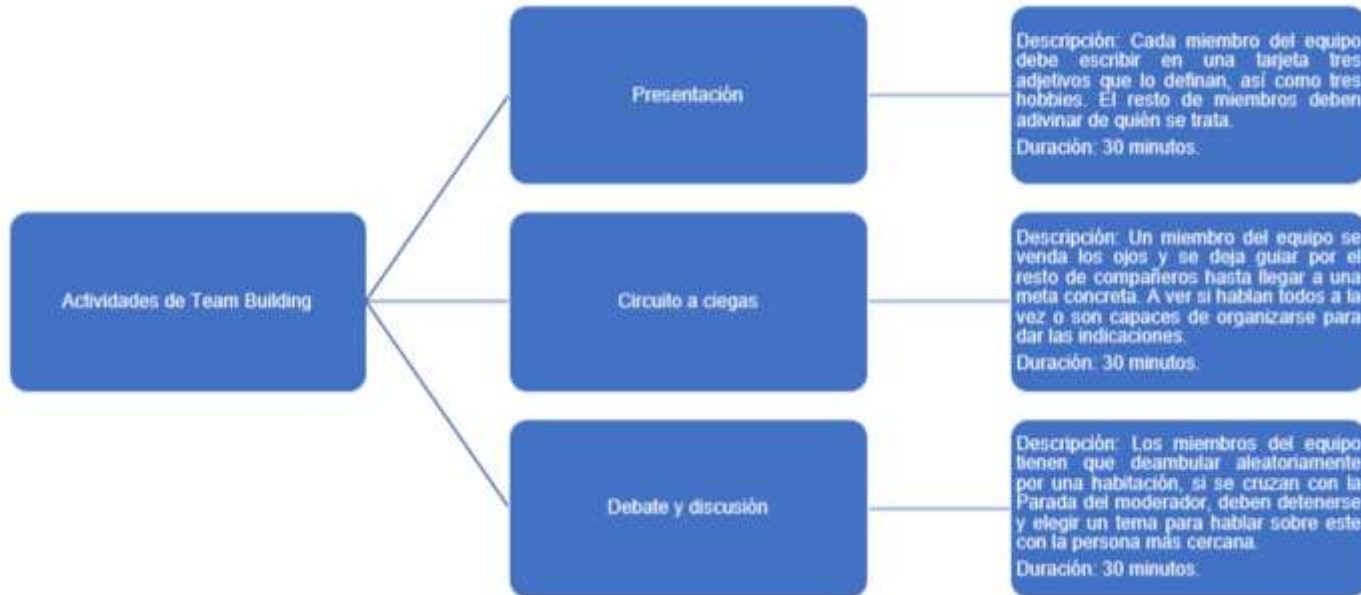 Actividades de Team Building
Presentación
Descripción: Cada miembro del equipo
debe escribir en una tarjeta tres
adjetivos que lo definan, así como tres
hobbies. El resto de miembros deben
adivinar de quién se trata.
Duración: 30 minutos.
Circuito a ciegas
Descripción: Un miembro del equipo se
venda los ojos y se deja guiar por el
resto de compañeros hasta llegar a una
meta concreta. A ver si hablan todos a la
vez o son capaces de organizarse para
dar las indicaciones.
Duración: 30 minutos.
Debate y discusión
Descripción: Los miembros del equipo
tienen que deambular aleatoriamente
por una habitación, si se cruzan con la
Parada del moderador, deben detenerse
y elegir un tema para hablar sobre este
con la persona más cercana.
Duración: 30 minutos.